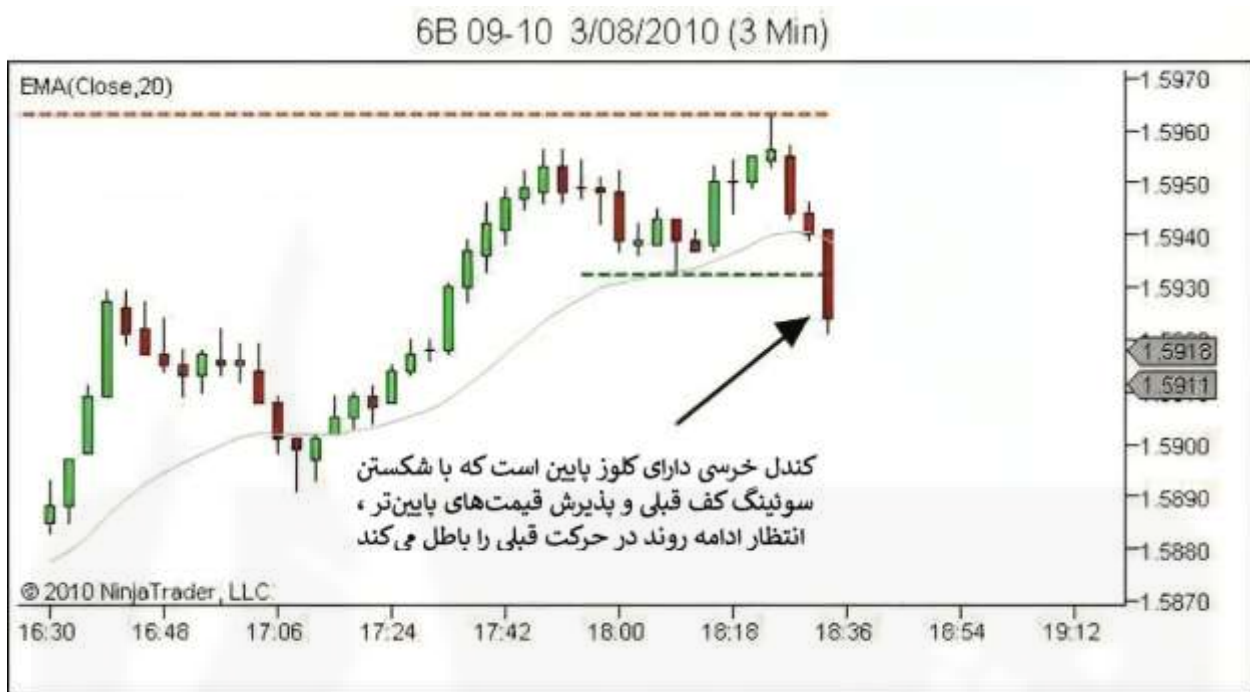 6B 09-10 3/08/2010 (3 Min)
EMA(Close,20)
1.5970
1.5960
1.5950
1.5940
1.5930
1.5918
1.5911
1.5900
1.5890
1.5880
1.5870
کندل خرسی دارای کلوز پایین است که با شکستن
سوئینگ کف قبلی و پذیرش قیمت‌های پایین‌تر ،
انتظار ادامه روند در حرکت قبلی را باطل می‌کند
© 2010 NinjaTrader, LLC
16:30 16:48 17:06 17:24 17:42 18:00 18:18 18:36 18:54 19:12